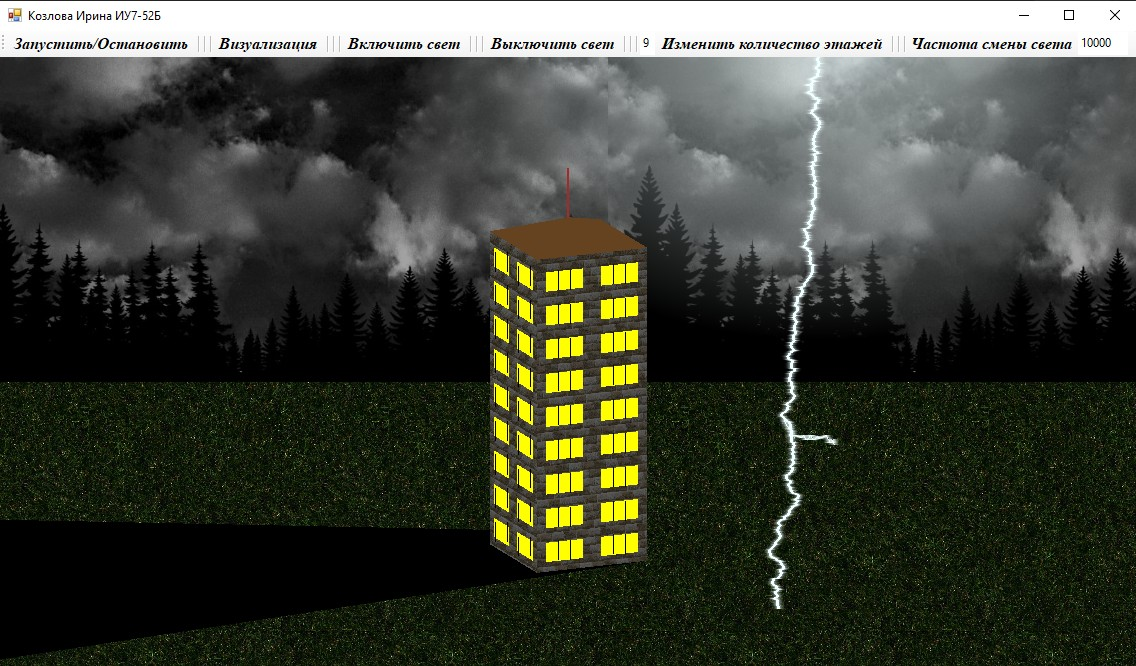 Козлова Ирина ИУ7-52Б
Запустить/Остановить Визуализация Включить свет Выключить свет 9 Изменить количество этажей Частота смены света 10000